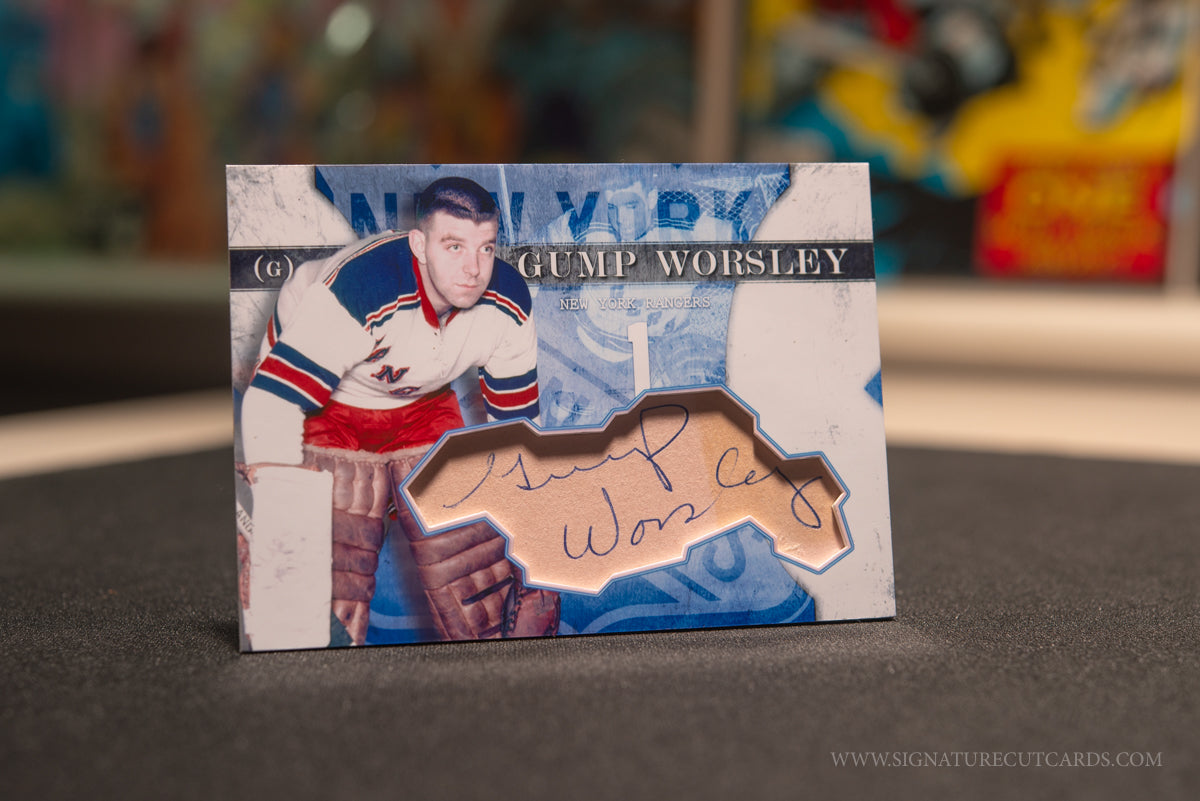 NEW YORK
(G)
GUMP WORSLEY
NEW YORK RANGERS
1
Gump
Worsley
WWW.SIGNATURECUTCARDS.COM